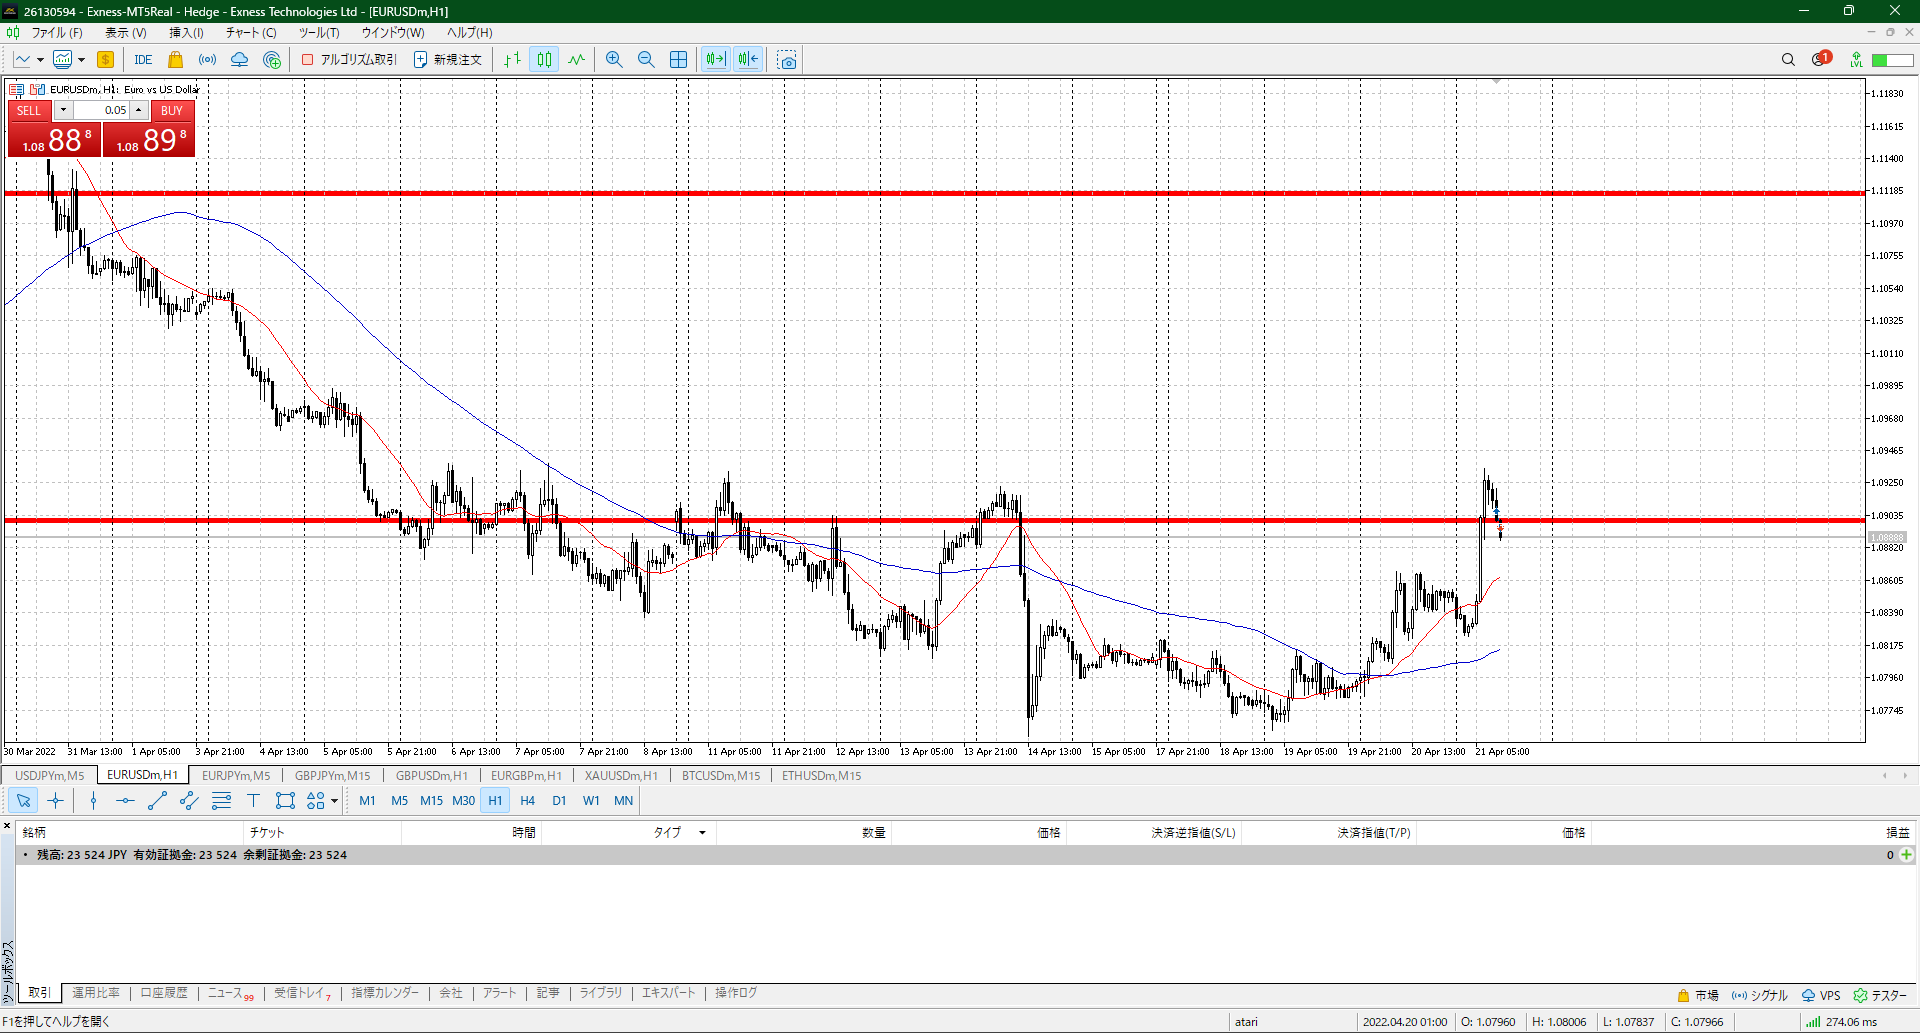 26130594 - Exness-MT5Real - Hedge - Exness Technologies Ltd - [EURUSDm,H1]
ファイル (F) 表示 (V) 挿入(I) チャート (C) ツール(T) ウインドウ(W) ヘルプ(H)
IDE アルゴリズム取引 新規注文 1 LVL
EURUSDm, H1: Euro vs US Dollar
SELL 0.05 BUY
1.08 88 8 1.08 89 8
1.11830
1.11615
1.11400
1.11185
1.10970
1.10755
1.10540
1.10325
1.10110
1.09895
1.09680
1.09465
1.09250
1.09035
1.08888
1.08820
1.08605
1.08390
1.08175
1.07960
1.07745
30 Mar 2022 31 Mar 13:00 1 Apr 05:00 3 Apr 21:00 4 Apr 13:00 5 Apr 05:00 5 Apr 21:00 6 Apr 13:00 7 Apr 05:00 7 Apr 21:00 8 Apr 13:00 11 Apr 05:00 11 Apr 21:00 12 Apr 13:00 13 Apr 05:00 13 Apr 21:00 14 Apr 13:00 15 Apr 05:00 17 Apr 21:00 18 Apr 13:00 19 Apr 05:00 19 Apr 21:00 20 Apr 13:00 21 Apr 05:00
USDJPYm,M5 EURUSDm,H1 EURJPYm,M5 GBPJPYm,M15 GBPUSDm,H1 EURGBPm,H1 XAUUSDm,H1 BTCUSDm,M15 ETHUSDm,M15
M1 M5 M15 M30 H1 H4 D1 W1 MN
銘柄 チケット 時間 タイプ 数量 価格 決済逆指値(S/L) 決済指値(T/P) 価格 損益
残高: 23 524 JPY 有効証拠金: 23 524 余剰証拠金: 23 524 0
ツールボックス
取引 運用比率 口座履歴 ニュース 99 受信トレイ 7 指標カレンダー 会社 アラート 記事 ライブラリ エキスパート 操作ログ 市場 シグナル VPS テスター
F1を押してヘルプを開く atari 2022.04.20 01:00 O: 1.07960 H: 1.08006 L: 1.07837 C: 1.07966 274.06 ms